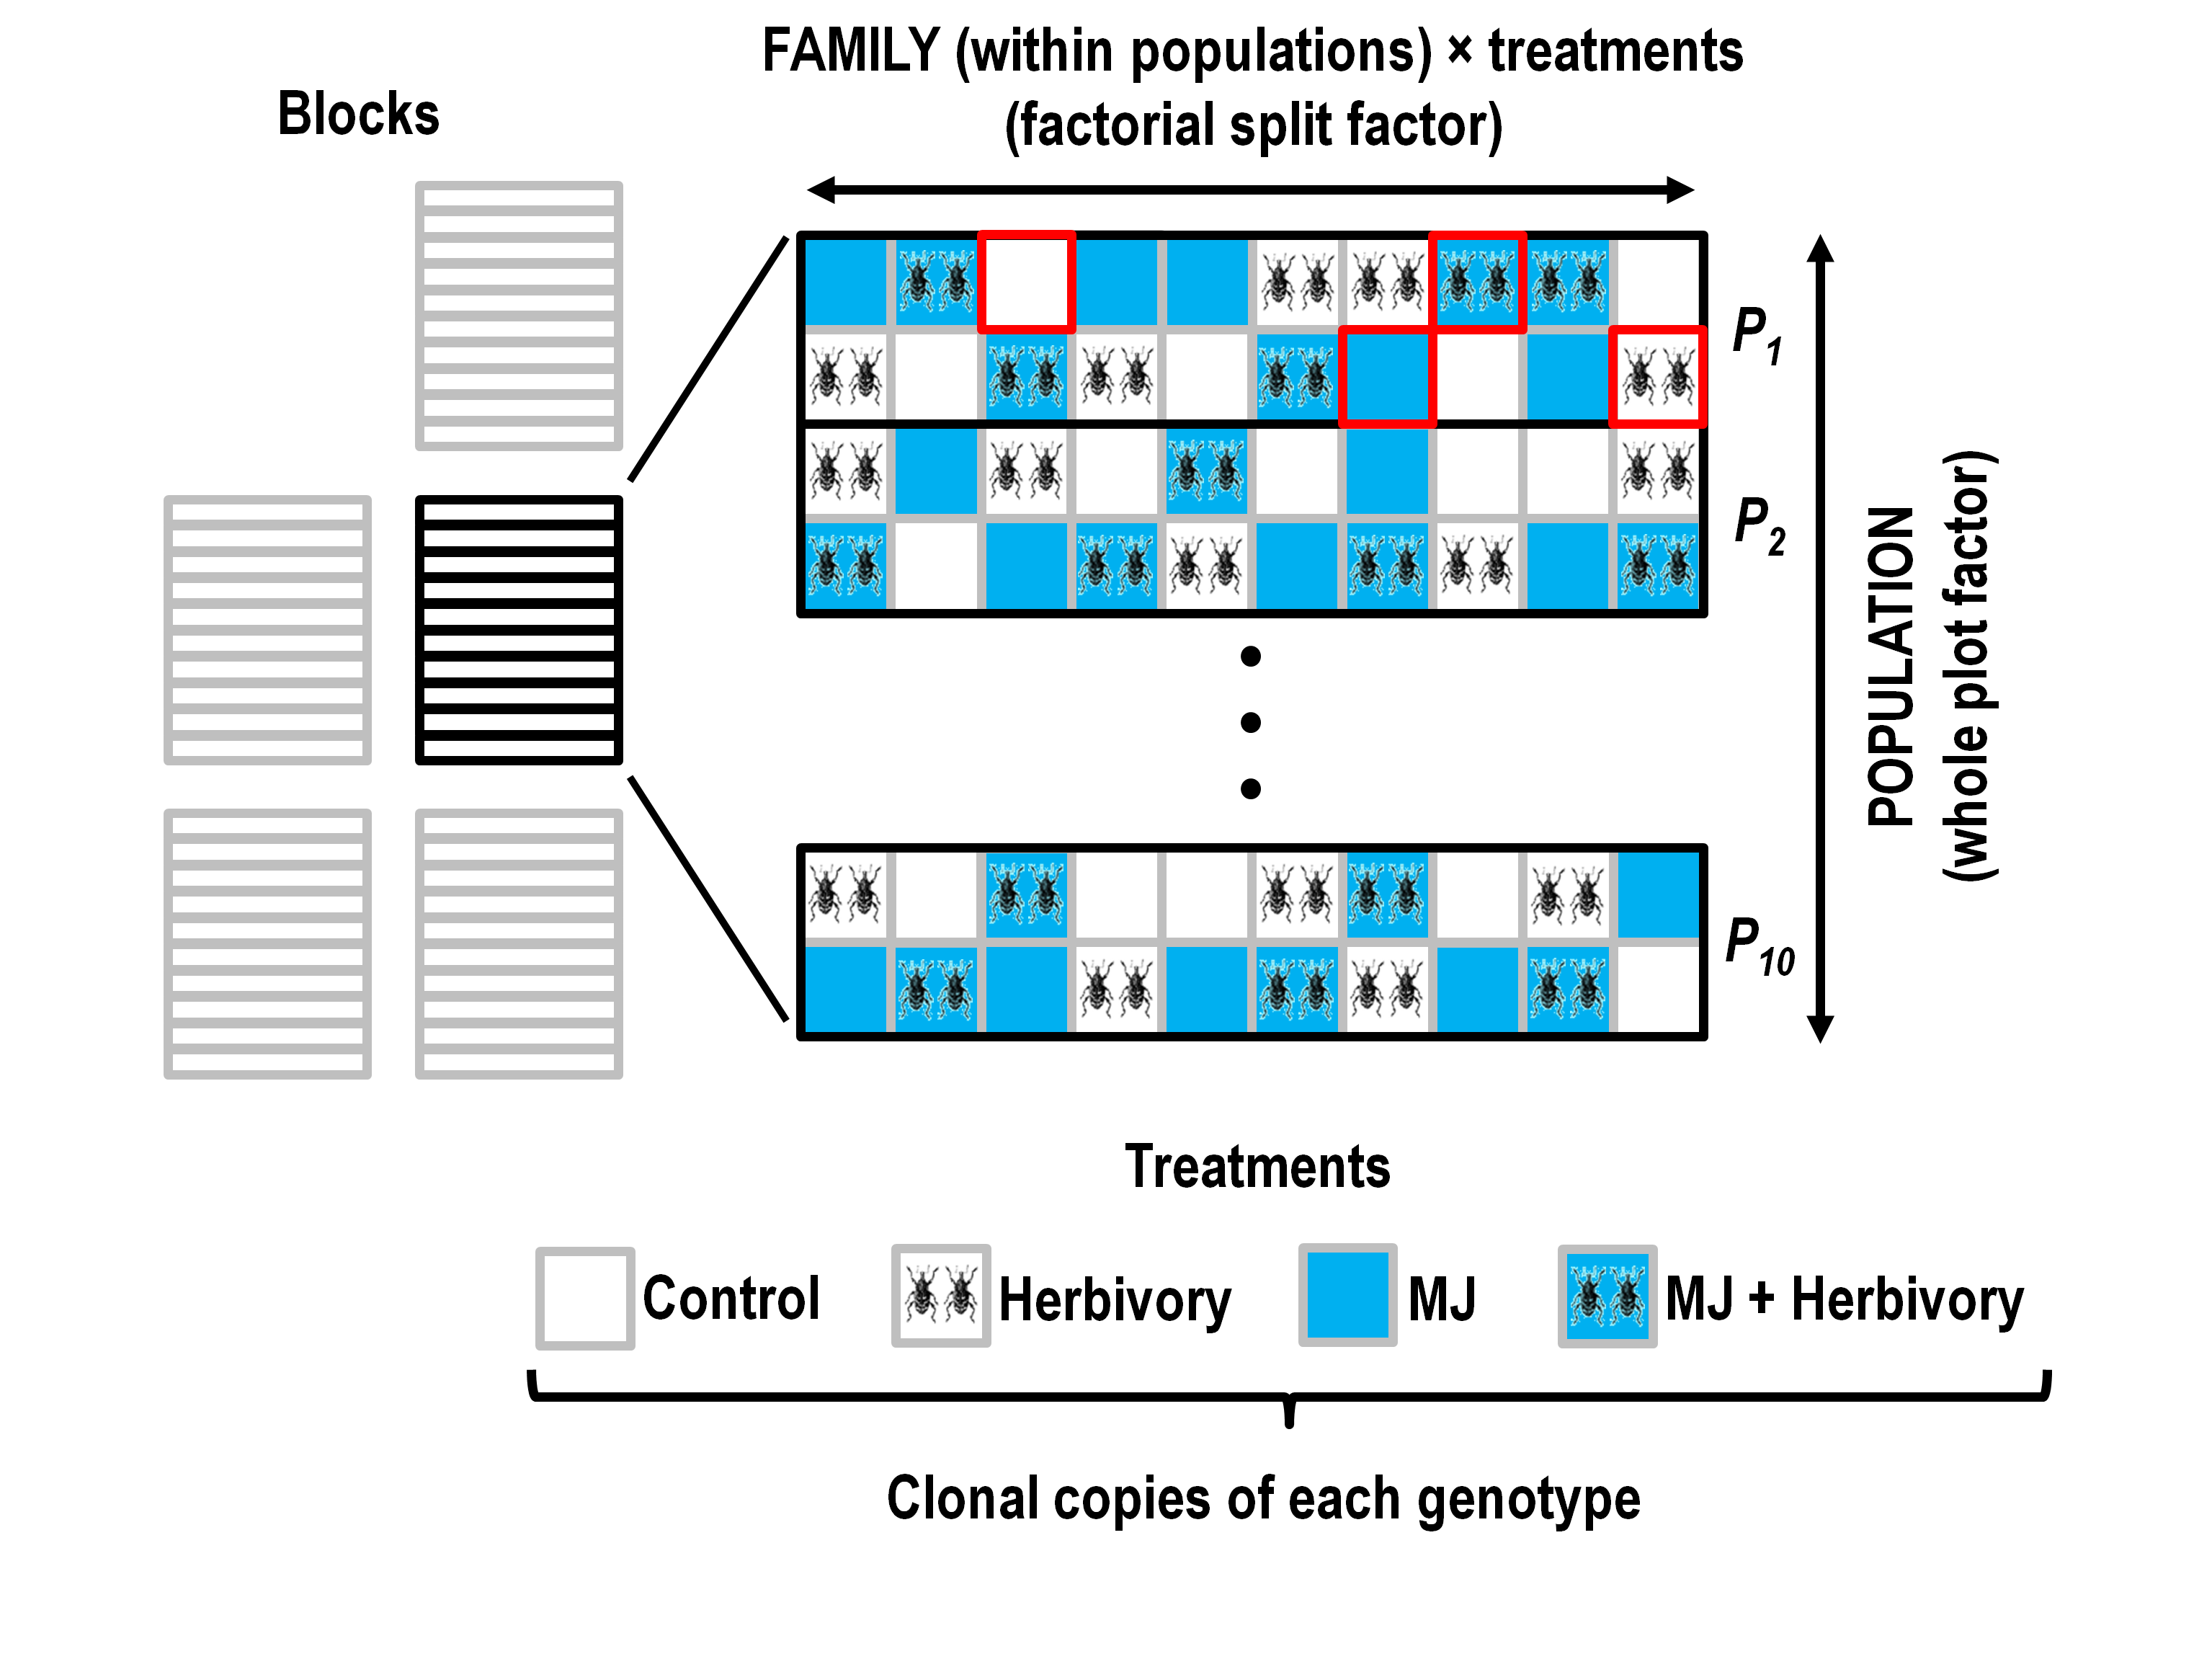 FAMILY (within populations) × treatments
(factorial split factor)
Blocks
P1
P2
P10
POPULATION
(whole plot factor)
Treatments
Control
Herbivory
MJ
MJ + Herbivory
Clonal copies of each genotype